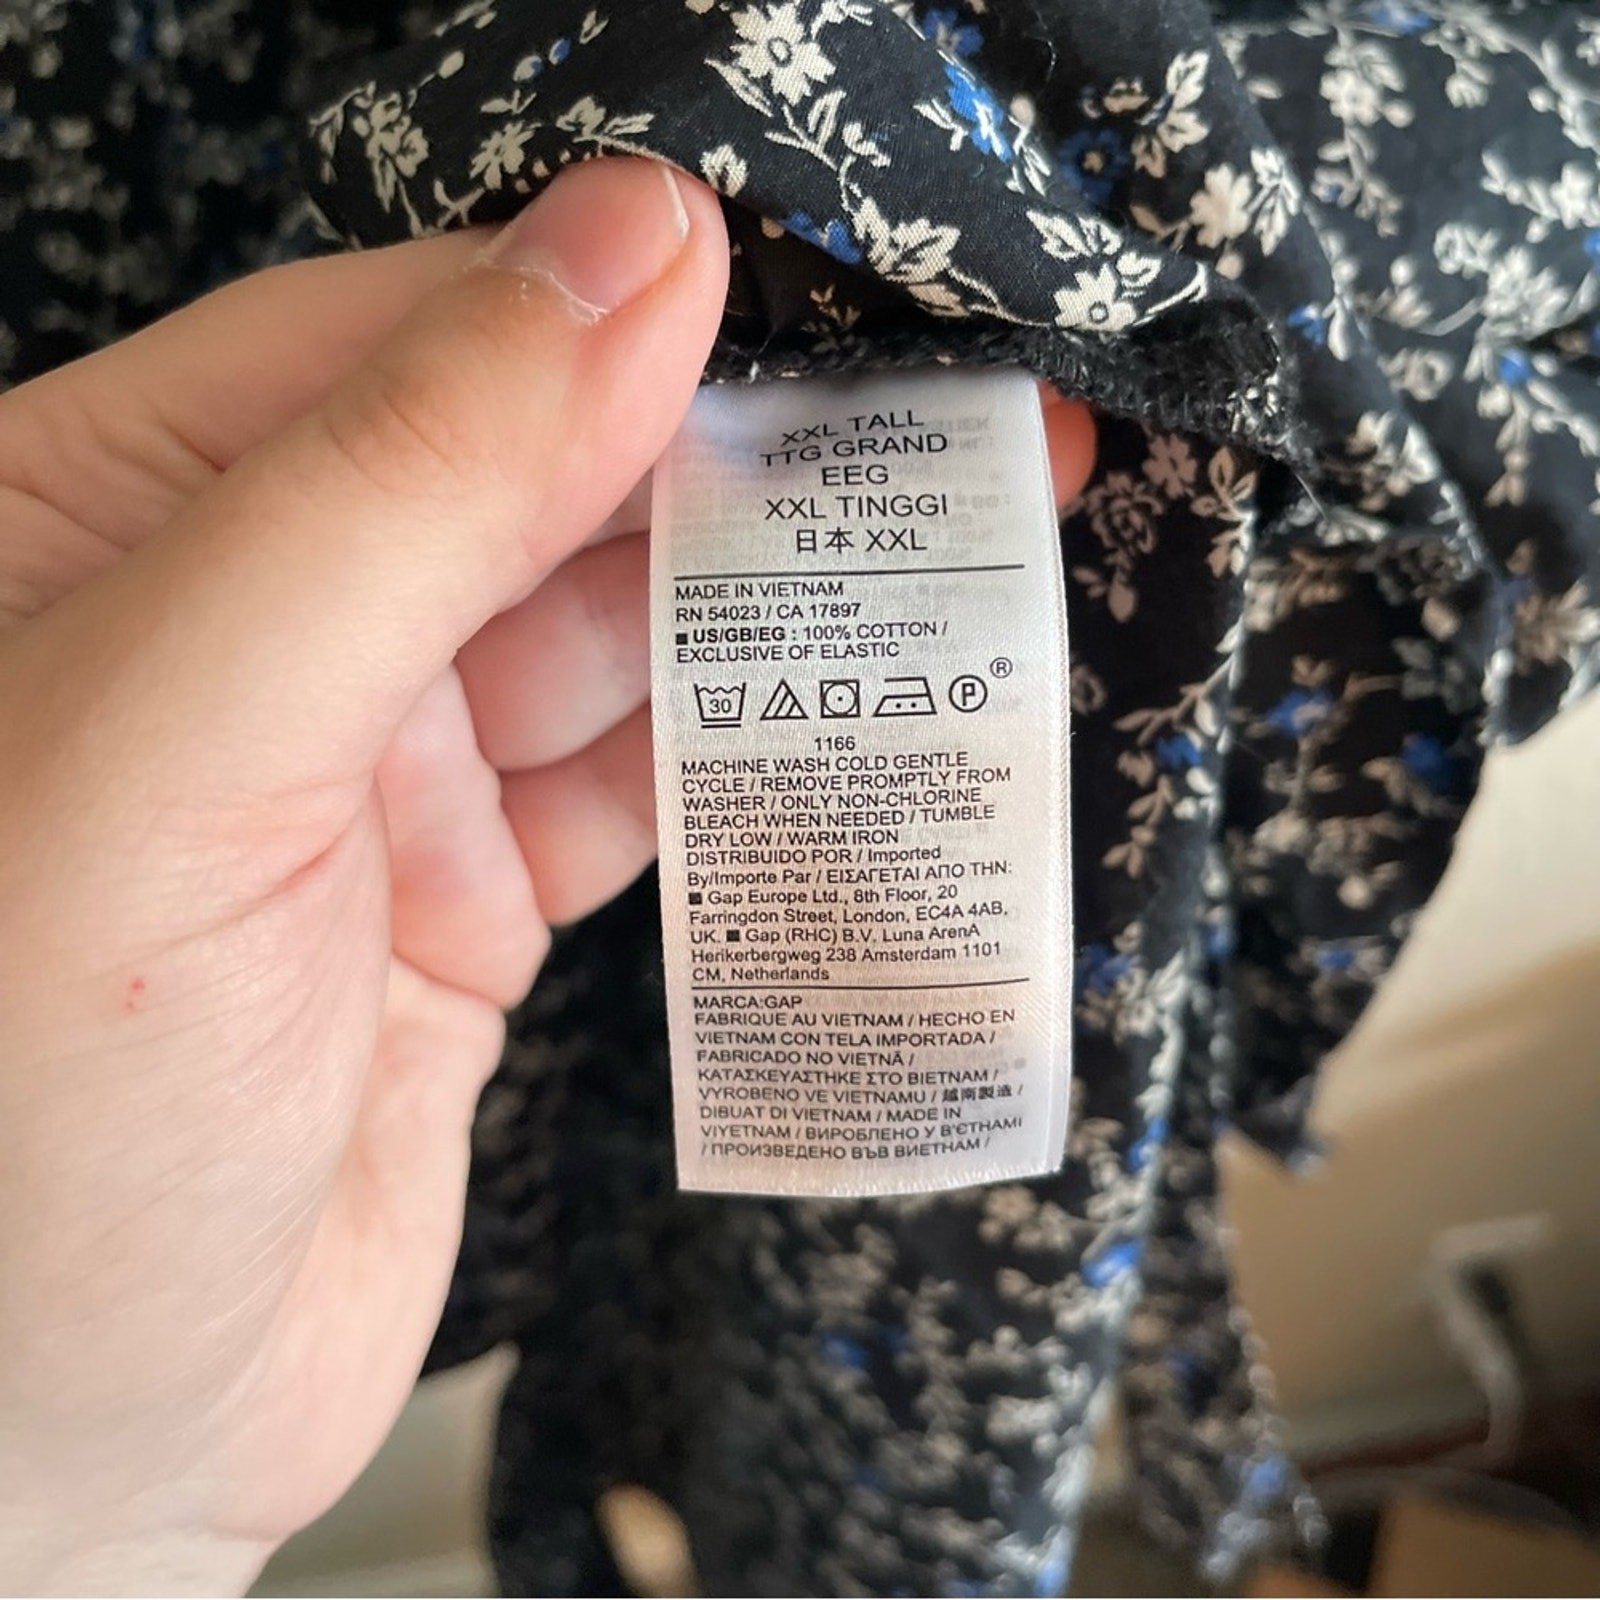 XXL TALL
TTG GRAND
EEG
XXL TINGGI
日本 XXL
MADE IN VIETNAM
RN 54023 / CA 17897
■ US/GB/EG : 100% COTTON /
EXCLUSIVE OF ELASTIC
30 P ®
1166
MACHINE WASH COLD GENTLE
CYCLE / REMOVE PROMPTLY FROM
WASHER / ONLY NON-CHLORINE
BLEACH WHEN NEEDED / TUMBLE
DRY LOW / WARM IRON
DISTRIBUIDO POR / Imported
By/Importe Par / ΕΙΣΑΓΕΤΑΙ ΑΠΟ ΤΗΝ:
■ Gap Europe Ltd., 8th Floor, 20
Farringdon Street, London, EC4A 4AB,
UK. ■ Gap (RHC) B.V, Luna ArenA
Herikerbergweg 238 Amsterdam 1101
CM, Netherlands
MARCA:GAP
FABRIQUE AU VIETNAM / HECHO EN
VIETNAM CON TELA IMPORTADA /
FABRICADO NO VIETNÃ /
ΚΑΤΑΣΚΕΥΑΣΤΗΚΕ ΣΤΟ ΒΙΕΤΝΑΜ /
VYROBENO VE VIETNAMU / 越南製造 /
DIBUAT DI VIETNAM / MADE IN
VIYETNAM / ВИРОБЛЕНО У В'ЄТНАМІ
/ ПРОИЗВЕДЕНО ВЪВ ВИЕТНАМ /